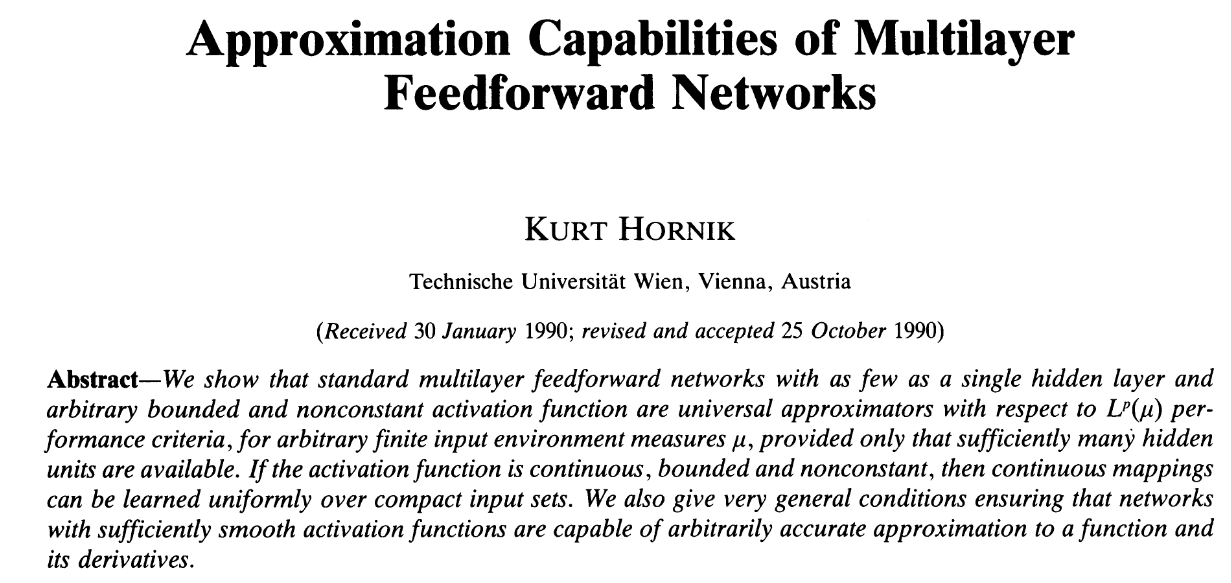 Approximation Capabilities of Multilayer
Feedforward Networks
KURT HORNIK
Technische Universität Wien, Vienna, Austria
(Received 30 January 1990; revised and accepted 25 October 1990)
Abstract—We show that standard multilayer feedforward networks with as few as a single hidden layer and
arbitrary bounded and nonconstant activation function are universal approximators with respect to Lᵖ(μ) per-
formance criteria, for arbitrary finite input environment measures μ, provided only that sufficiently many hidden
units are available. If the activation function is continuous, bounded and nonconstant, then continuous mappings
can be learned uniformly over compact input sets. We also give very general conditions ensuring that networks
with sufficiently smooth activation functions are capable of arbitrarily accurate approximation to a function and
its derivatives.